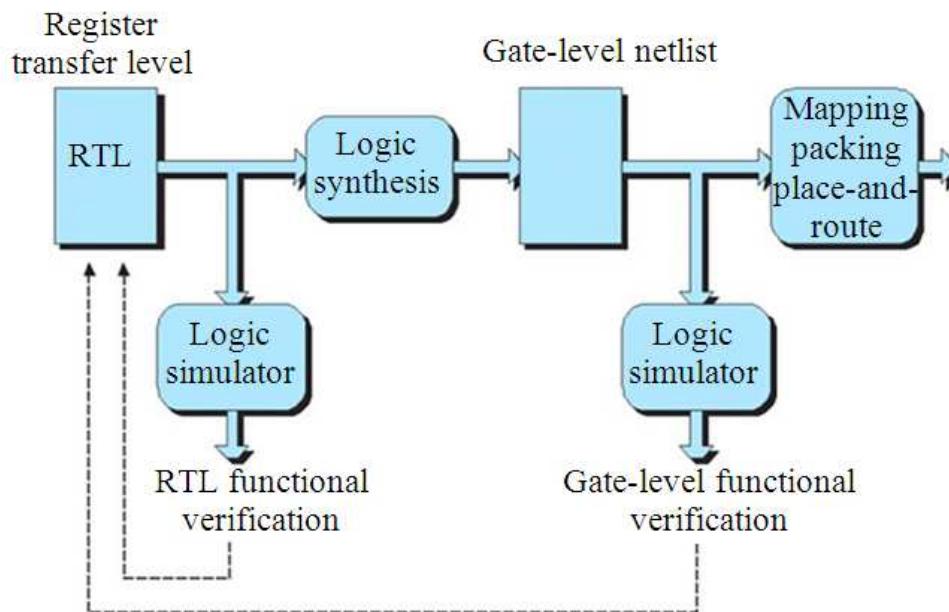 Register
transfer level
Gate-level netlist
RTL
Logic
synthesis
Mapping
packing
place-and-
route
Logic
simulator
Logic
simulator
RTL functional
verification
Gate-level functional
verification